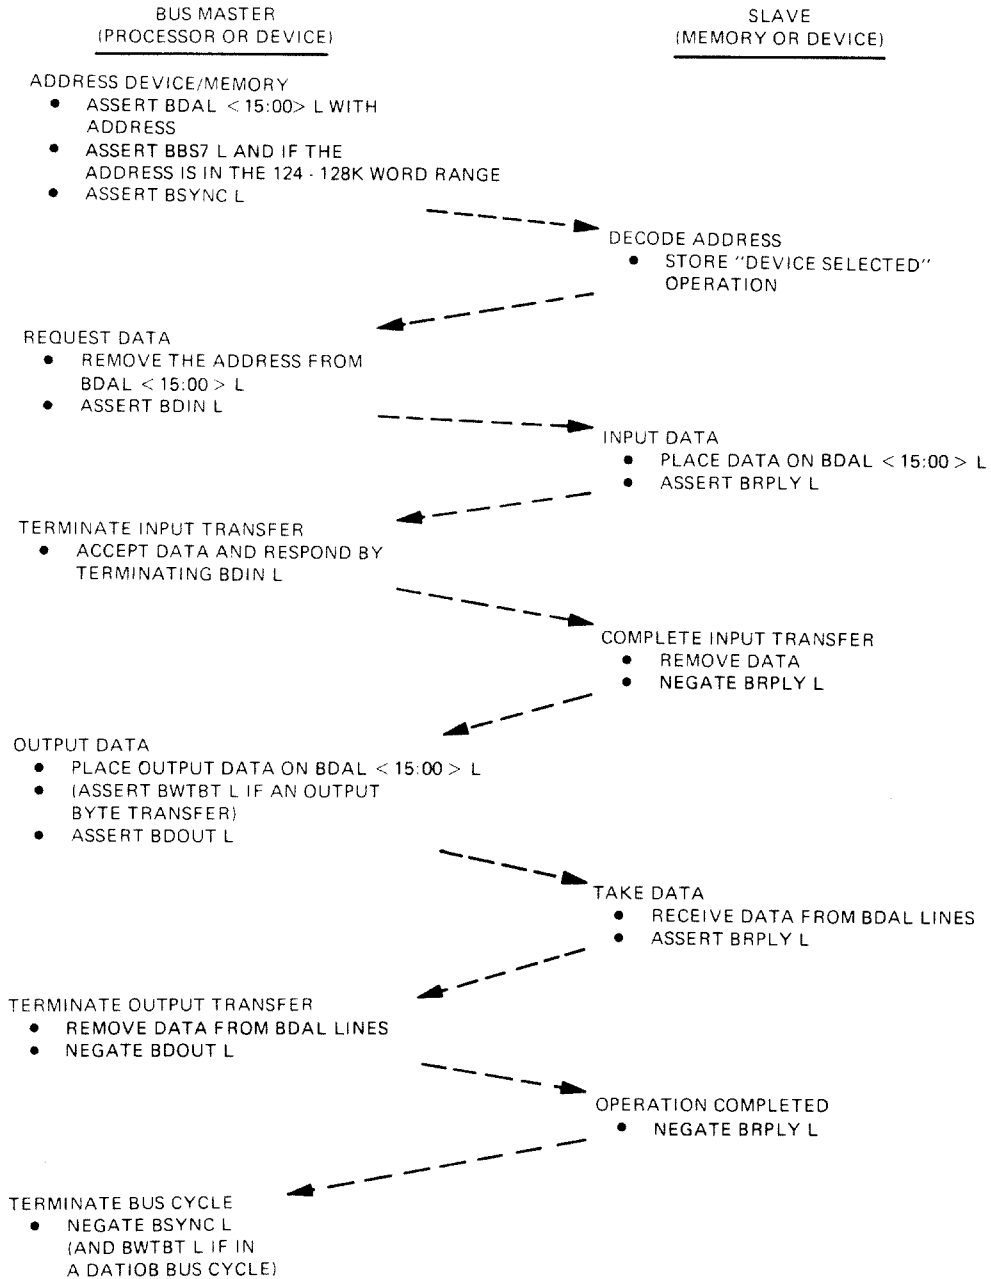 BUS MASTER
(PROCESSOR OR DEVICE)
SLAVE
(MEMORY OR DEVICE)
ADDRESS DEVICE/MEMORY
• ASSERT BDAL <15:00> L WITH
ADDRESS
• ASSERT BBS7 L AND IF THE
ADDRESS IS IN THE 124 - 128K WORD RANGE
• ASSERT BSYNC L
DECODE ADDRESS
• STORE "DEVICE SELECTED"
OPERATION
REQUEST DATA
• REMOVE THE ADDRESS FROM
BDAL <15:00> L
• ASSERT BDIN L
INPUT DATA
• PLACE DATA ON BDAL <15:00> L
• ASSERT BRPLY L
TERMINATE INPUT TRANSFER
• ACCEPT DATA AND RESPOND BY
TERMINATING BDIN L
COMPLETE INPUT TRANSFER
• REMOVE DATA
• NEGATE BRPLY L
OUTPUT DATA
• PLACE OUTPUT DATA ON BDAL <15:00> L
• (ASSERT BWTBT L IF AN OUTPUT
BYTE TRANSFER)
• ASSERT BDOUT L
TAKE DATA
• RECEIVE DATA FROM BDAL LINES
• ASSERT BRPLY L
TERMINATE OUTPUT TRANSFER
• REMOVE DATA FROM BDAL LINES
• NEGATE BDOUT L
OPERATION COMPLETED
• NEGATE BRPLY L
TERMINATE BUS CYCLE
• NEGATE BSYNC L
(AND BWTBT L IF IN
A DATIOB BUS CYCLE)